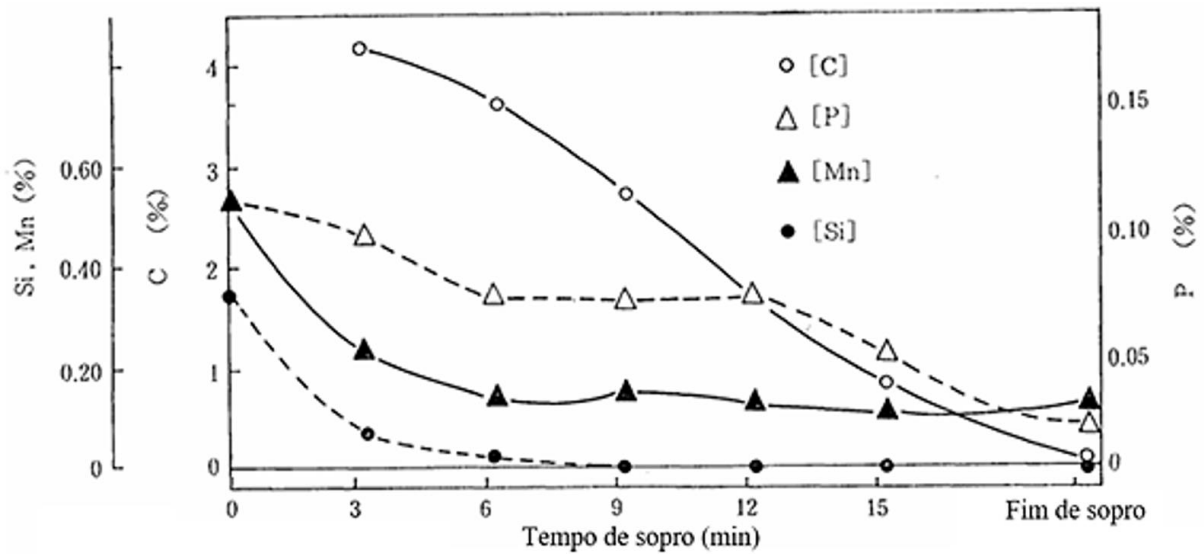 Si. Mn (%)
0.60
0.40
0.20
0
C (%)
4
3
2
1
0
[C]
[P]
[Mn]
[Si]
0.15
0.10
0.05
0
P (%)
0 3 6 9 12 15 Fim de sopro
Tempo de sopro (min)